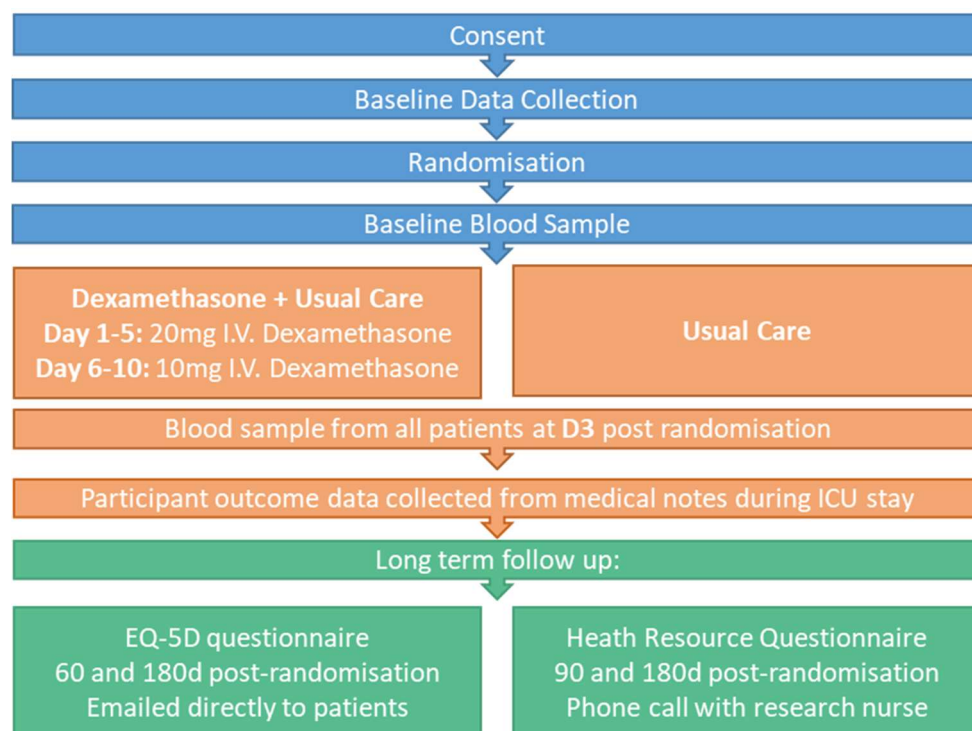 Consent
Baseline Data Collection
Randomisation
Baseline Blood Sample
Dexamethasone + Usual Care
Day 1-5: 20mg I.V. Dexamethasone
Day 6-10: 10mg I.V. Dexamethasone
Usual Care
Blood sample from all patients at D3 post randomisation
Participant outcome data collected from medical notes during ICU stay
Long term follow up:
EQ-5D questionnaire
60 and 180d post-randomisation
Emailed directly to patients
Heath Resource Questionnaire
90 and 180d post-randomisation
Phone call with research nurse